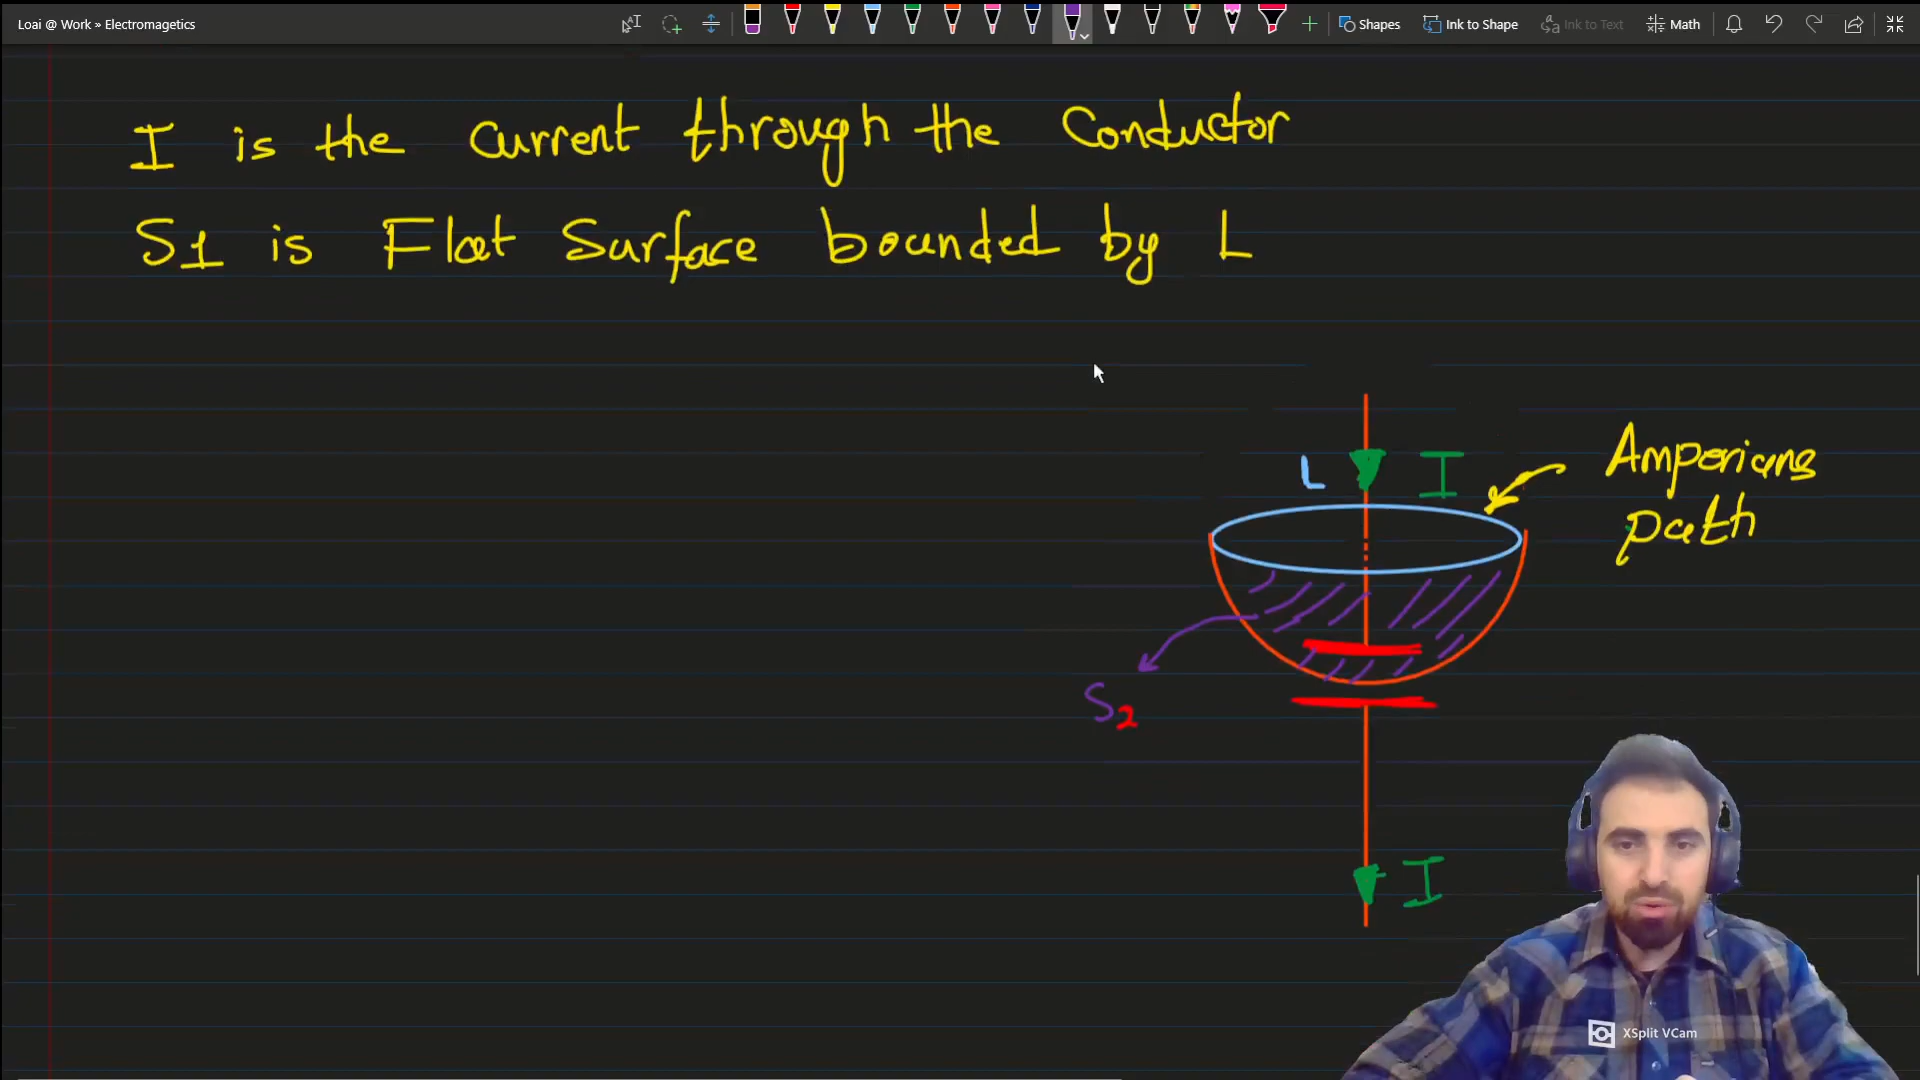 Loai @ Work » Electromagetics
Shapes
Ink to Shape
Ink to Text
Math
I is the Current through the Conductor
S1 is Flat Surface bounded by L
L
I
Amperians
path
S2
I
XSplit VCam